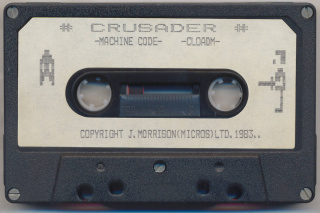 # CRUSADER #
-MACHINE CODE- -CLOADM-
COPYRIGHT J.MORRISON(MICROS)LTD.1983..